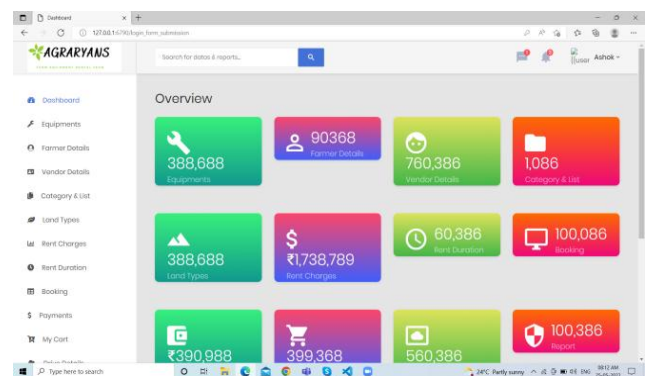 Dashboard
127.0.0.1:6790/login_form_submission
AGRARYANS
Search for datas & reports...
user Ashok
Dashboard
Equipments
Farmer Details
Vendor Details
Category & List
Land Types
Rent Charges
Rent Duration
Booking
Payments
My Cart
Overview
388,688
Equipments
90368
Farmer Details
760,386
Vendor Details
1,086
Category & List
388,688
Land Types
₹1,738,789
Rent Charges
60,386
Rent Duration
100,086
Booking
₹390,988
399,368
560,386
100,386
Report
Type here to search
24°C Partly sunny
ENG
08:12 AM